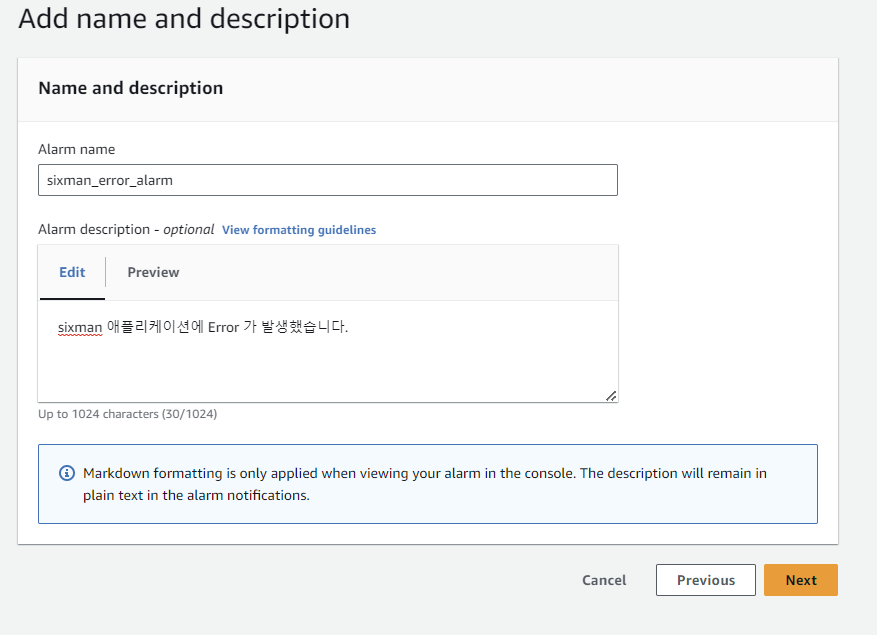 Add name and description
Name and description
Alarm name
sixman_error_alarm
Alarm description - optional View formatting guidelines
Edit Preview
sixman 애플리케이션에 Error 가 발생했습니다.
Up to 1024 characters (30/1024)
Markdown formatting is only applied when viewing your alarm in the console. The description will remain in
plain text in the alarm notifications.
Cancel Previous Next